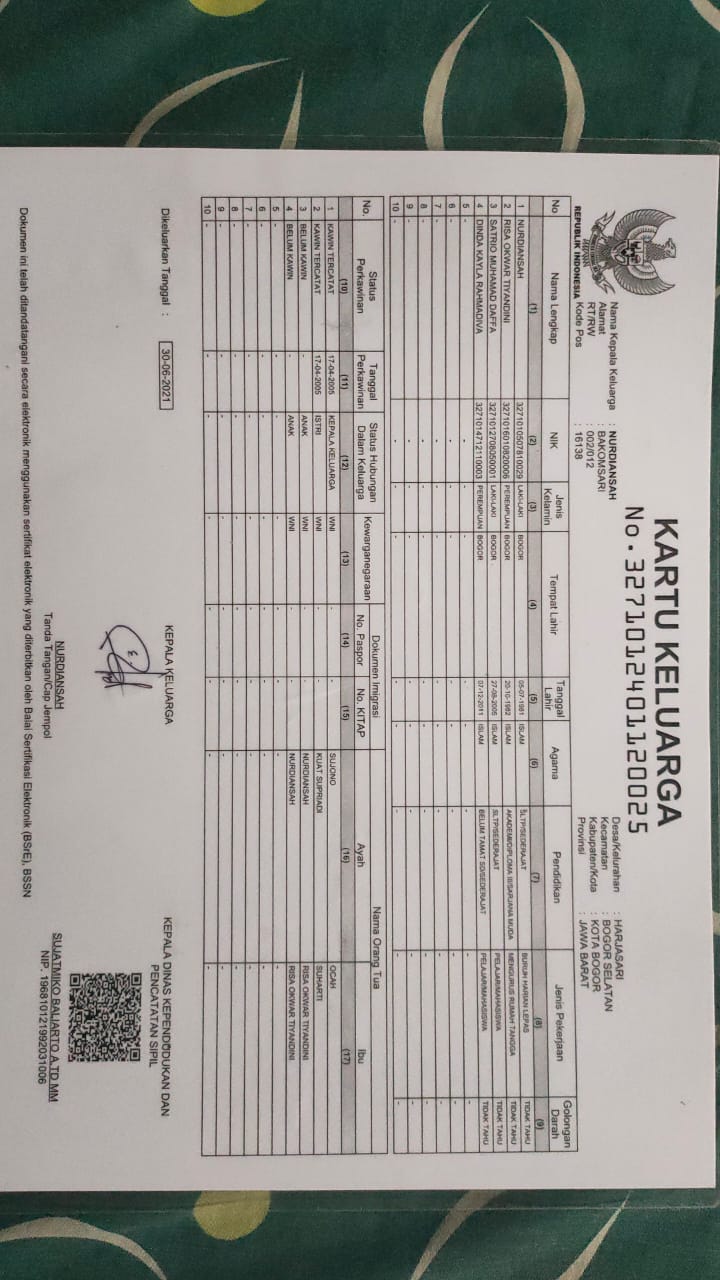 KARTU KELUARGA
No. 3271012401120025
Nama Kepala Keluarga : NURDIANSAH
Alamat : BAKOMSARI
RT/RW : 002/012
Kode Pos : 16138
Desa/Kelurahan : HARJASARI
Kecamatan : BOGOR SELATAN
Kabupaten/Kota : KOTA BOGOR
Provinsi : JAWA BARAT
REPUBLIK INDONESIA
No Nama Lengkap NIK Jenis Kelamin Tempat Lahir Tanggal Lahir Agama Pendidikan Jenis Pekerjaan Golongan Darah
(1) (2) (3) (4) (5) (6) (7) (8) (9)
1 NURDIANSAH 3271010507810029 LAKI-LAKI BOGOR 05-07-1981 ISLAM SLTP/SEDERAJAT BURUH HARIAN LEPAS TIDAK TAHU
2 RISA OKWAR TIYANDINI 3271016010820006 PEREMPUAN BOGOR 20-10-1982 ISLAM AKADEMI/DIPLOMA III/SARJANA MUDA MENGURUS RUMAH TANGGA TIDAK TAHU
3 SATRIO MUHAMAD DAFFA 3271012708050001 LAKI-LAKI BOGOR 27-08-2005 ISLAM SLTP/SEDERAJAT PELAJAR/MAHASISWA TIDAK TAHU
4 DINDA KAYLA RAHMADIVA 3271014712110003 PEREMPUAN BOGOR 07-12-2011 ISLAM BELUM TAMAT SD/SEDERAJAT PELAJAR/MAHASISWA TIDAK TAHU
5 - - - - - - - - -
6 - - - - - - - - -
7 - - - - - - - - -
8 - - - - - - - - -
9 - - - - - - - - -
10 - - - - - - - - -
No. Status Perkawinan Tanggal Perkawinan Status Hubungan Dalam Keluarga Kewarganegaraan Dokumen Imigrasi Nama Orang Tua
No. Paspor No. KITAP Ayah Ibu
(10) (11) (12) (13) (14) (15) (16) (17)
1 KAWIN TERCATAT 17-04-2005 KEPALA KELUARGA WNI - - SUJONO OCAH
2 KAWIN TERCATAT 17-04-2005 ISTRI WNI - - KUAT SUPRIADI SUHARTI
3 BELUM KAWIN - ANAK WNI - - NURDIANSAH RISA OKWAR TIYANDINI
4 BELUM KAWIN - ANAK WNI - - NURDIANSAH RISA OKWAR TIYANDINI
5 - - - - - - - -
6 - - - - - - - -
7 - - - - - - - -
8 - - - - - - - -
9 - - - - - - - -
10 - - - - - - - -
Dikeluarkan Tanggal : 30-06-2021
KEPALA KELUARGA
NURDIANSAH
Tanda Tangan/Cap Jempol
KEPALA DINAS KEPENDUDUKAN DAN
PENCATATAN SIPIL
SUJATMIKO BALIARTO A.TD MM
NIP. 196810121992031006
Dokumen ini telah ditandatangani secara elektronik menggunakan sertifikat elektronik yang diterbitkan oleh Balai Sertifikasi Elektronik (BSrE), BSSN